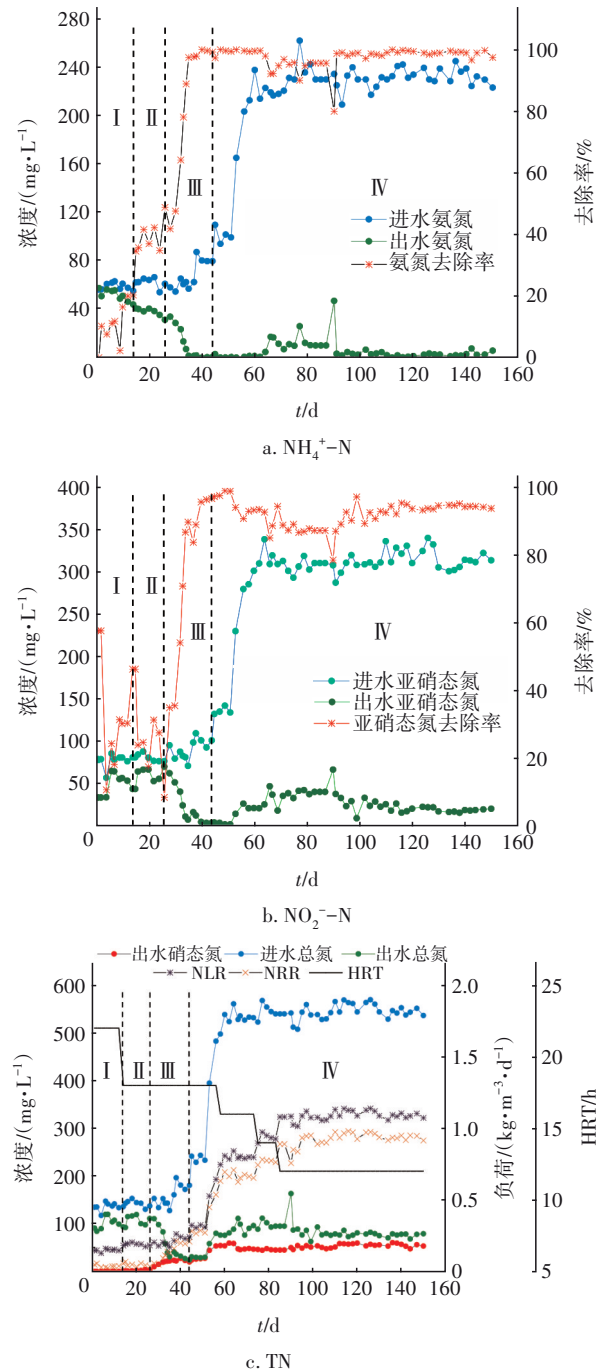 280
240
200
160
120
80
40
0
浓度/(mg·L⁻¹)
Ⅰ
Ⅱ
Ⅲ
Ⅳ
进水氨氮
出水氨氮
氨氮去除率
100
80
60
40
20
0
去除率/%
0 20 40 60 80 100 120 140 160
t/d
a. NH₄⁺-N
400
350
300
250
200
150
100
50
0
浓度/(mg·L⁻¹)
Ⅰ
Ⅱ
Ⅲ
Ⅳ
进水亚硝态氮
出水亚硝态氮
亚硝态氮去除率
100
80
60
40
20
0
去除率/%
0 20 40 60 80 100 120 140 160
t/d
b. NO₂⁻-N
出水硝态氮 进水总氮 出水总氮
NLR NRR HRT
600
500
400
300
200
100
0
浓度/(mg·L⁻¹)
Ⅰ
Ⅱ
Ⅲ
Ⅳ
2.0
1.5
1.0
0.5
0
负荷/(kg·m⁻³·d⁻¹)
25
20
15
10
5
HRT/h
0 20 40 60 80 100 120 140 160
t/d
c. TN